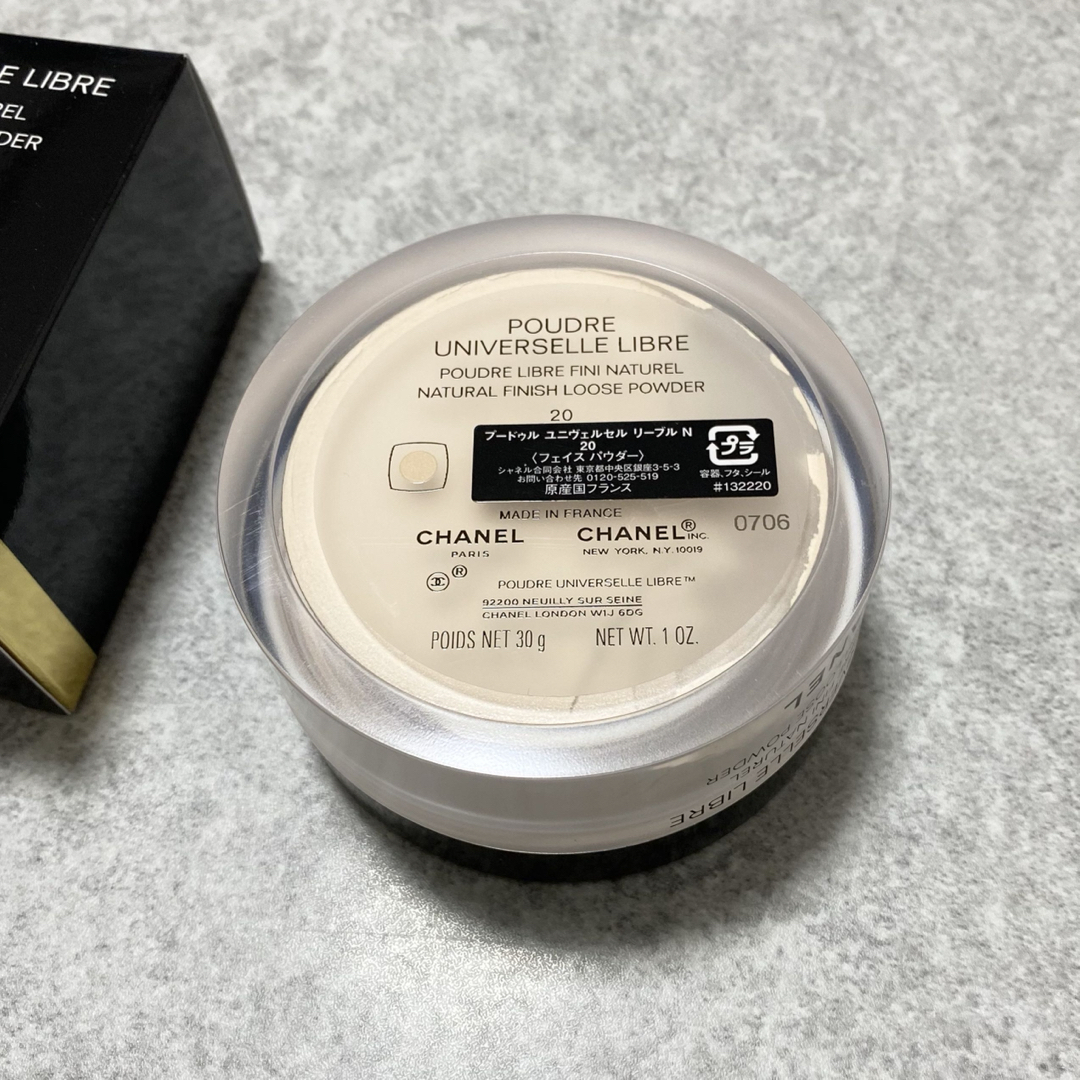 E LIBRE
REL
DER
POUDRE
UNIVERSELLE LIBRE
POUDRE LIBRE FINI NATUREL
NATURAL FINISH LOOSE POWDER
20
プードゥル ユニヴェルセル リーブル N
20
〈フェイス パウダー〉
シャネル合同会社 東京都中央区銀座3-5-3
お問い合わせ先 0120-525-519
原産国フランス
プラ
容器、フタ、シール
#132220
MADE IN FRANCE
CHANEL
PARIS
CHANEL® INC.
NEW YORK, N.Y. 10019
0706
®
POUDRE UNIVERSELLE LIBRE™
92200 NEUILLY SUR SEINE
CHANEL LONDON W1J 6DG
POIDS NET 30 g NET WT. 1 OZ.
NEL
SELLE LIBRE
NATUREL
POWDER